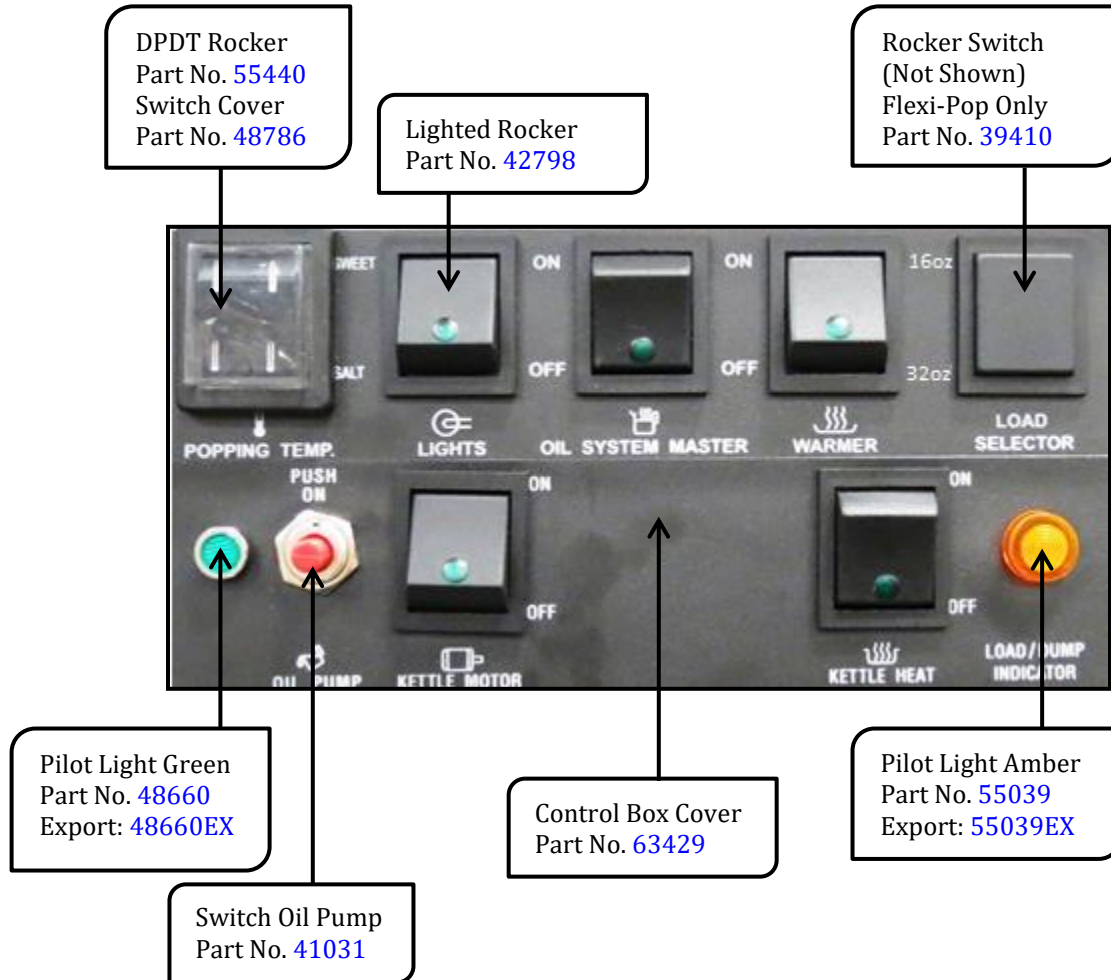 DPDT Rocker
Part No. 55440
Switch Cover
Part No. 48786
Lighted Rocker
Part No. 42798
Rocker Switch
(Not Shown)
Flexi-Pop Only
Part No. 39410
SWEET
SALT
POPPING TEMP.
LIGHTS
ON
OFF
OIL SYSTEM MASTER
ON
OFF
WARMER
16oz
32oz
LOAD
SELECTOR
PUSH
ON
OIL PUMP
ON
OFF
KETTLE MOTOR
ON
OFF
KETTLE HEAT
LOAD/DUMP
INDICATOR
Pilot Light Green
Part No. 48660
Export: 48660EX
Switch Oil Pump
Part No. 41031
Control Box Cover
Part No. 63429
Pilot Light Amber
Part No. 55039
Export: 55039EX